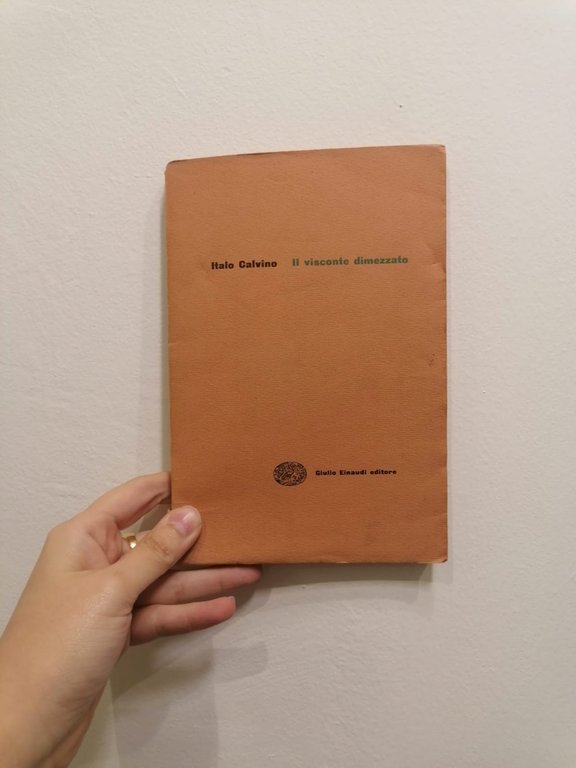 Italo Calvino Il visconte dimezzato
Giulio Einaudi editore